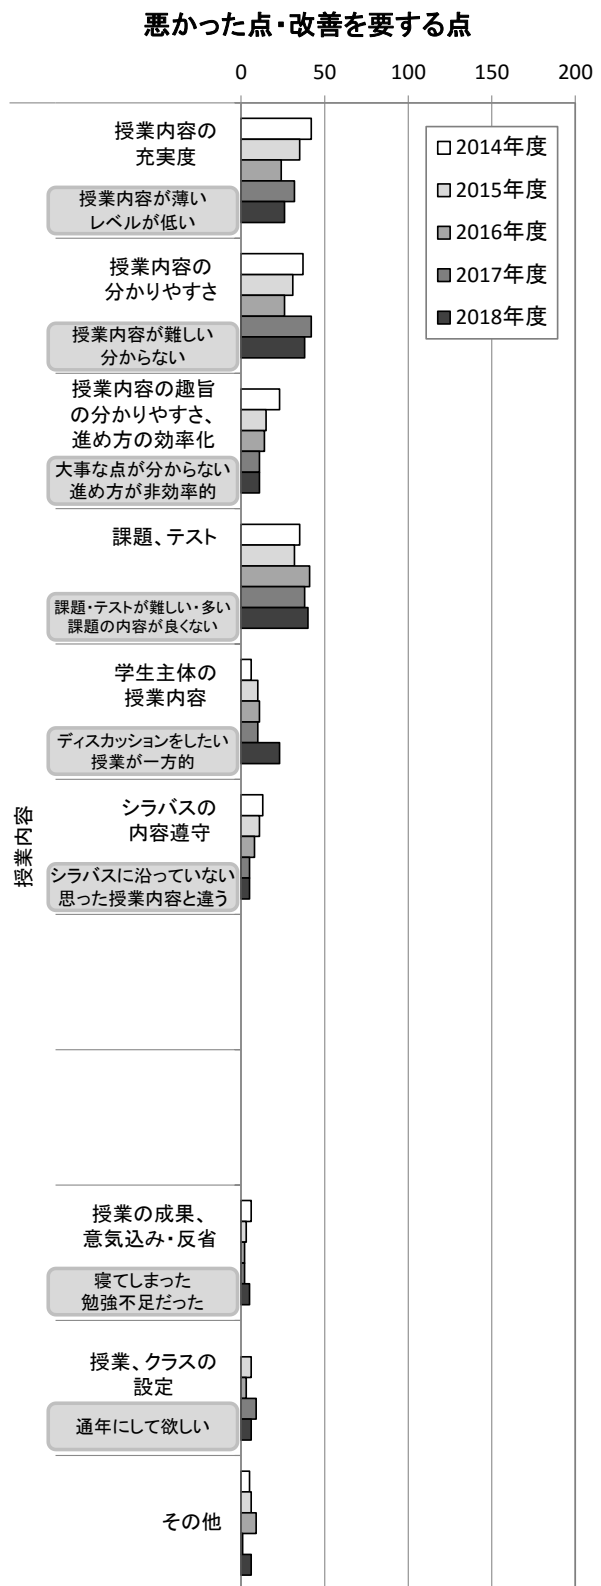 悪かった点・改善を要する点
0 50 100 150 200
2014年度
2015年度
2016年度
2017年度
2018年度
授業内容
授業内容の
充実度
授業内容が薄い
レベルが低い
授業内容の
分かりやすさ
授業内容が難しい
分からない
授業内容の趣旨
の分かりやすさ、
進め方の効率化
大事な点が分からない
進め方が非効率的
課題、テスト
課題・テストが難しい・多い
課題の内容が良くない
学生主体の
授業内容
ディスカッションをしたい
授業が一方的
シラバスの
内容遵守
シラバスに沿っていない
思った授業内容と違う
授業の成果、
意気込み・反省
寝てしまった
勉強不足だった
授業、クラスの
設定
通年にして欲しい
その他